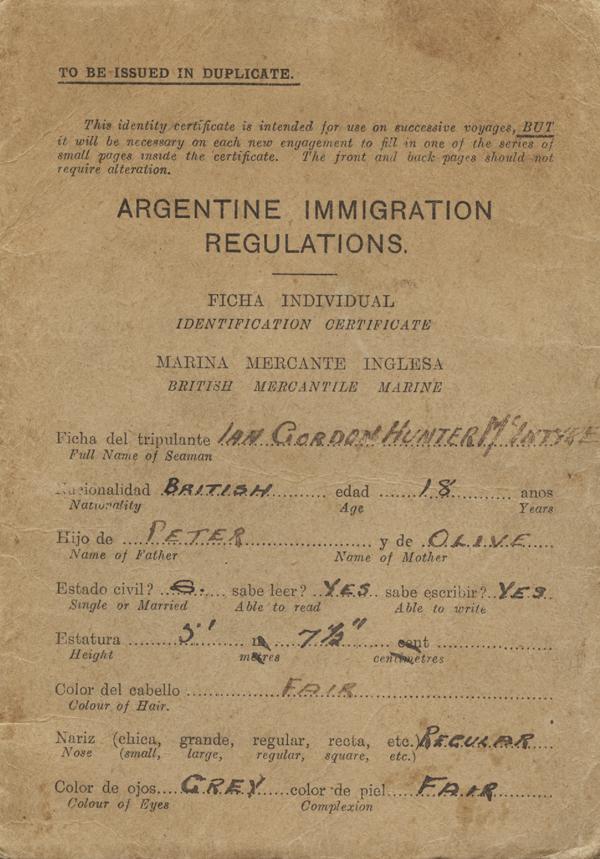 TO BE ISSUED IN DUPLICATE.
This identity certificate is intended for use on successive voyages, BUT
it will be necessary on each new engagement to fill in one of the series of
small pages inside the certificate. The front and back pages should not
require alteration.
ARGENTINE IMMIGRATION
REGULATIONS.
FICHA INDIVIDUAL
IDENTIFICATION CERTIFICATE
MARINA MERCANTE INGLESA
BRITISH MERCANTILE MARINE
Ficha del tripulante IAN GORDON HUNTER McINTYRE
Full Name of Seaman
Nacionalidad BRITISH edad 18 anos
Nationality Age Years
Hijo de PETER y de OLIVE
Name of Father Name of Mother
Estado civil? S. sabe leer? YES sabe escribir? YES
Single or Married Able to read Able to write
Estatura 5' m 7½" cent
Height metres centimetres
Color del cabello FAIR
Colour of Hair.
Nariz (chica, grande, regular, recta, etc.) REGULAR
Nose (small, large, regular, square, etc.)
Color de ojos GREY color de piel FAIR
Colour of Eyes Complexion